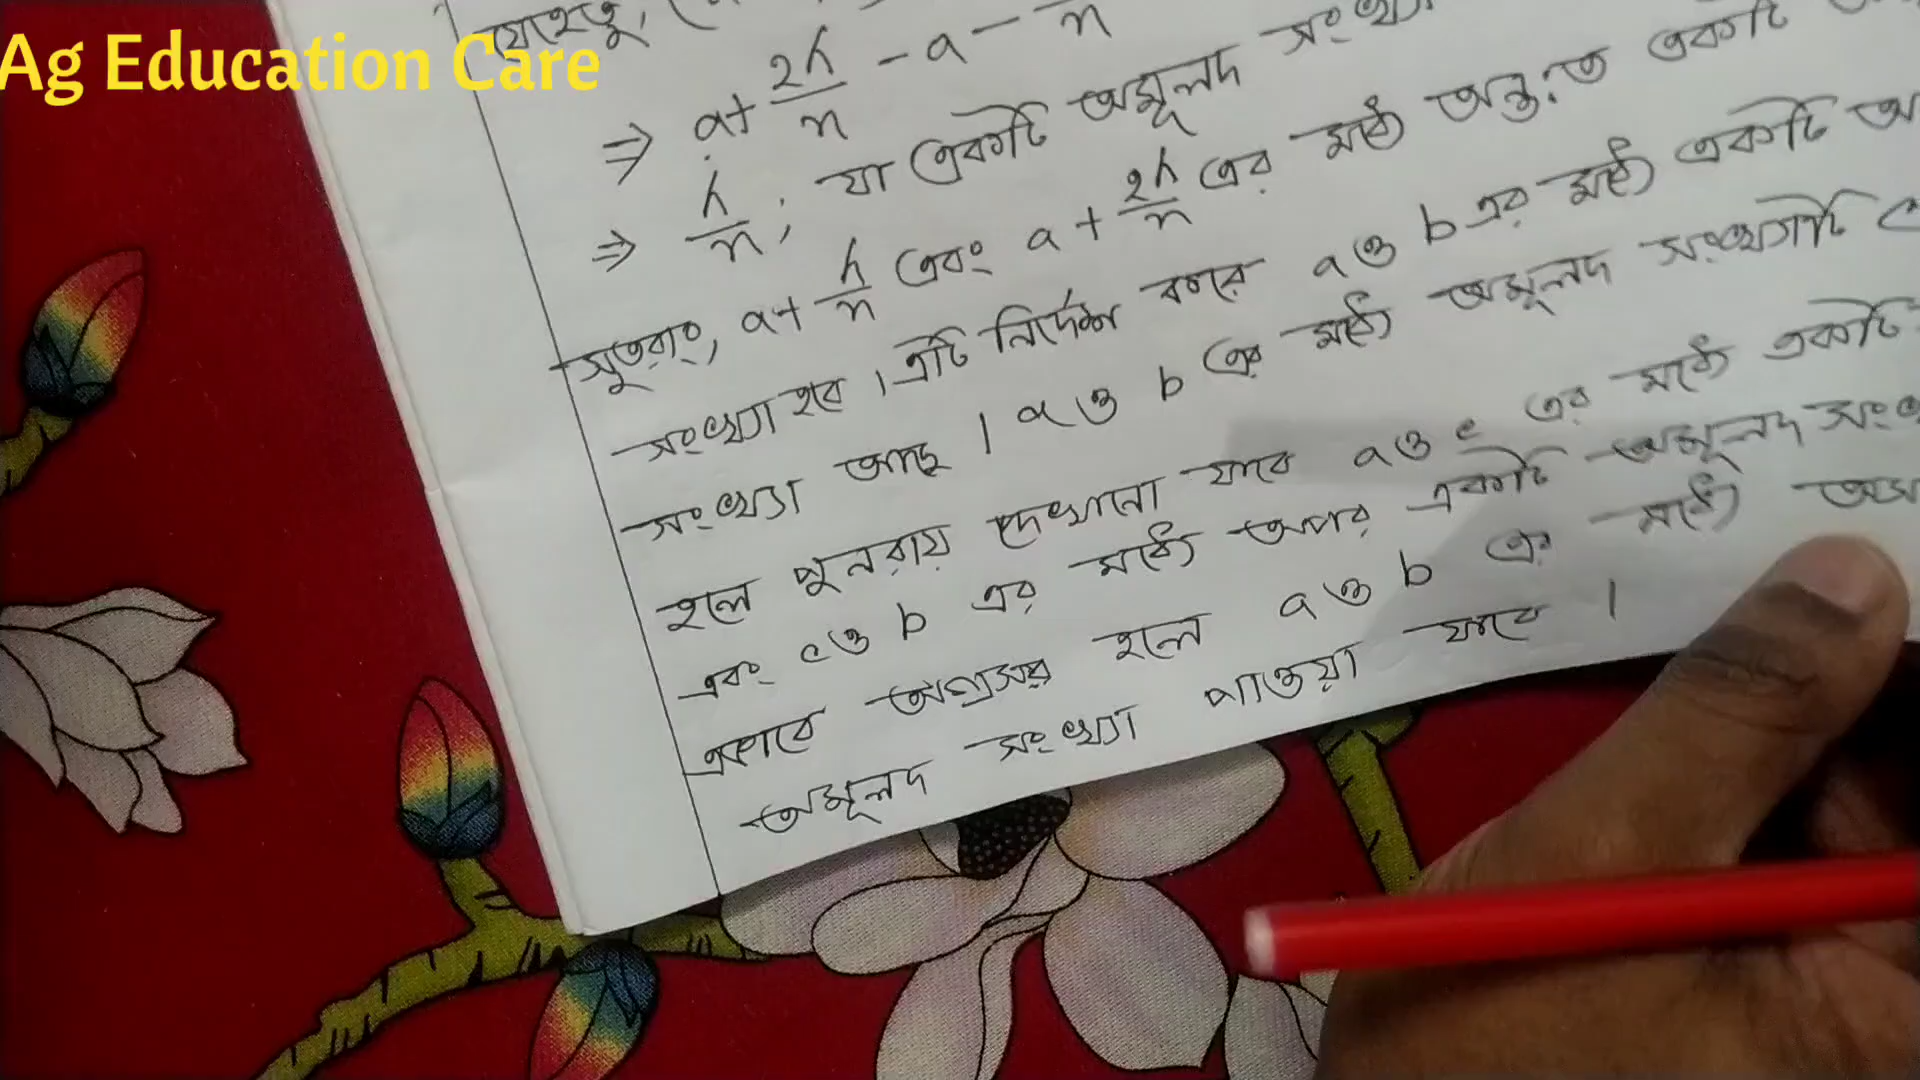 Ag Education Care
যেহেতু, (
⇒ a + 2h/n - a - /n
⇒ h/n ; যা একটি অমূলদ সংখ্যা
সুতরাং, a + h/n এবং a + 2h/n এর মধ্যে অন্তত একটি
সংখ্যা হবে । এটি নির্দেশ করে a ও b এর মধ্যে একটি
সংখ্যা আছে । a ও b এর মধ্যে অমূলদ সংখ্যাটি
হলে পুনরায় দেখানো যাবে a ও c এর মধ্যে একটি
এবং c ও b এর মধ্যে অপর একটি অমূলদ
এভাবে অগ্রসর হলে a ও b এর মধ্যে
অমূলদ সংখ্যা পাওয়া যাবে ।